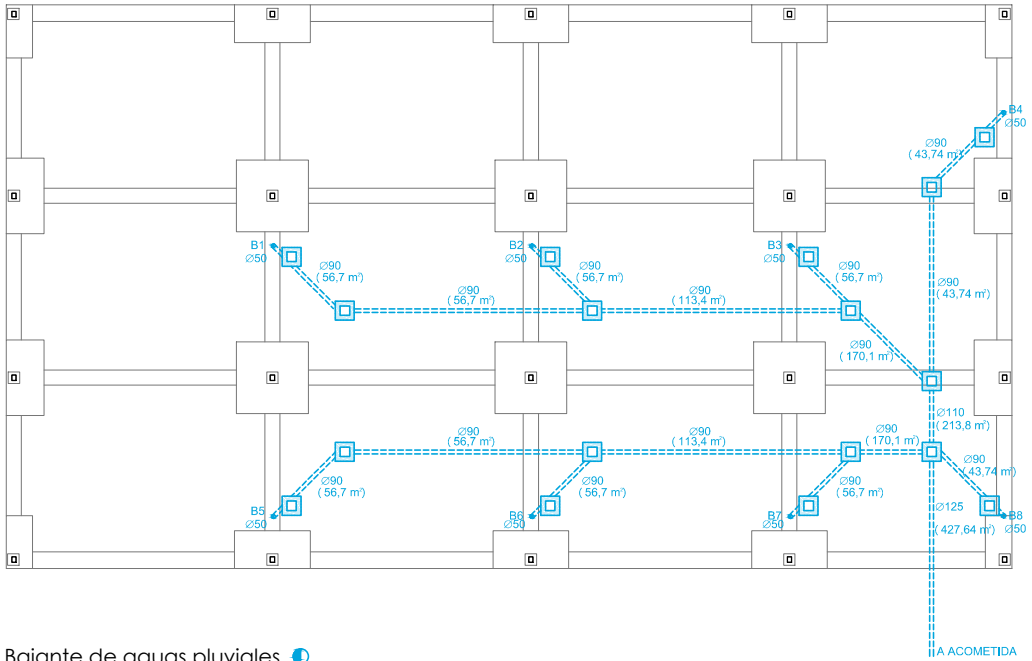 B4
∅50
∅90
( 43,74 m²)
B1
∅50
∅90
( 56,7 m²)
B2
∅50
∅90
( 56,7 m²)
B3
∅50
∅90
( 56,7 m²)
∅90
( 56,7 m²)
∅90
( 113,4 m²)
∅90
( 43,74 m²)
∅90
( 170,1 m²)
∅110
( 213,8 m²)
∅90
( 56,7 m²)
∅90
( 113,4 m²)
∅90
( 170,1 m²)
∅90
( 43,74 m²)
∅90
( 56,7 m²)
∅90
( 56,7 m²)
∅90
( 56,7 m²)
B5
∅50
B6
∅50
B7
∅50
∅125
( 427,64 m²)
B8
∅50
A ACOMETIDA
Bajante de aguas pluviales